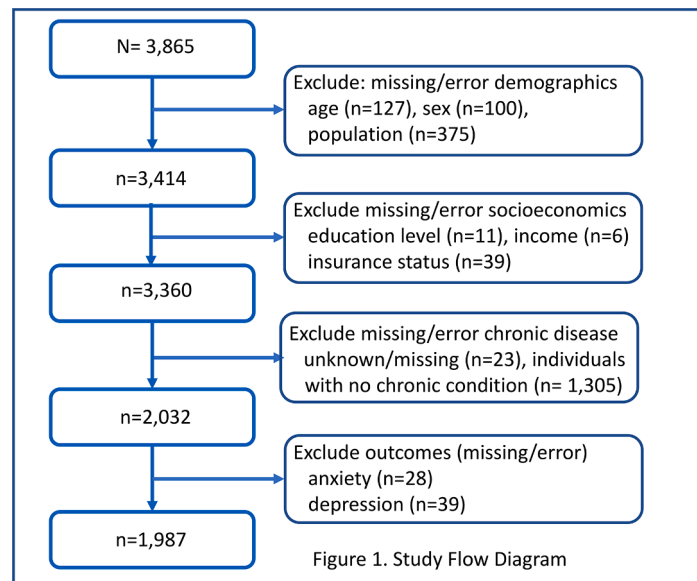 N= 3,865
Exclude: missing/error demographics
age (n=127), sex (n=100),
population (n=375)
n=3,414
Exclude missing/error socioeconomics
education level (n=11), income (n=6)
insurance status (n=39)
n=3,360
Exclude missing/error chronic disease
unknown/missing (n=23), individuals
with no chronic condition (n= 1,305)
n=2,032
Exclude outcomes (missing/error)
anxiety (n=28)
depression (n=39)
n=1,987
Figure 1. Study Flow Diagram